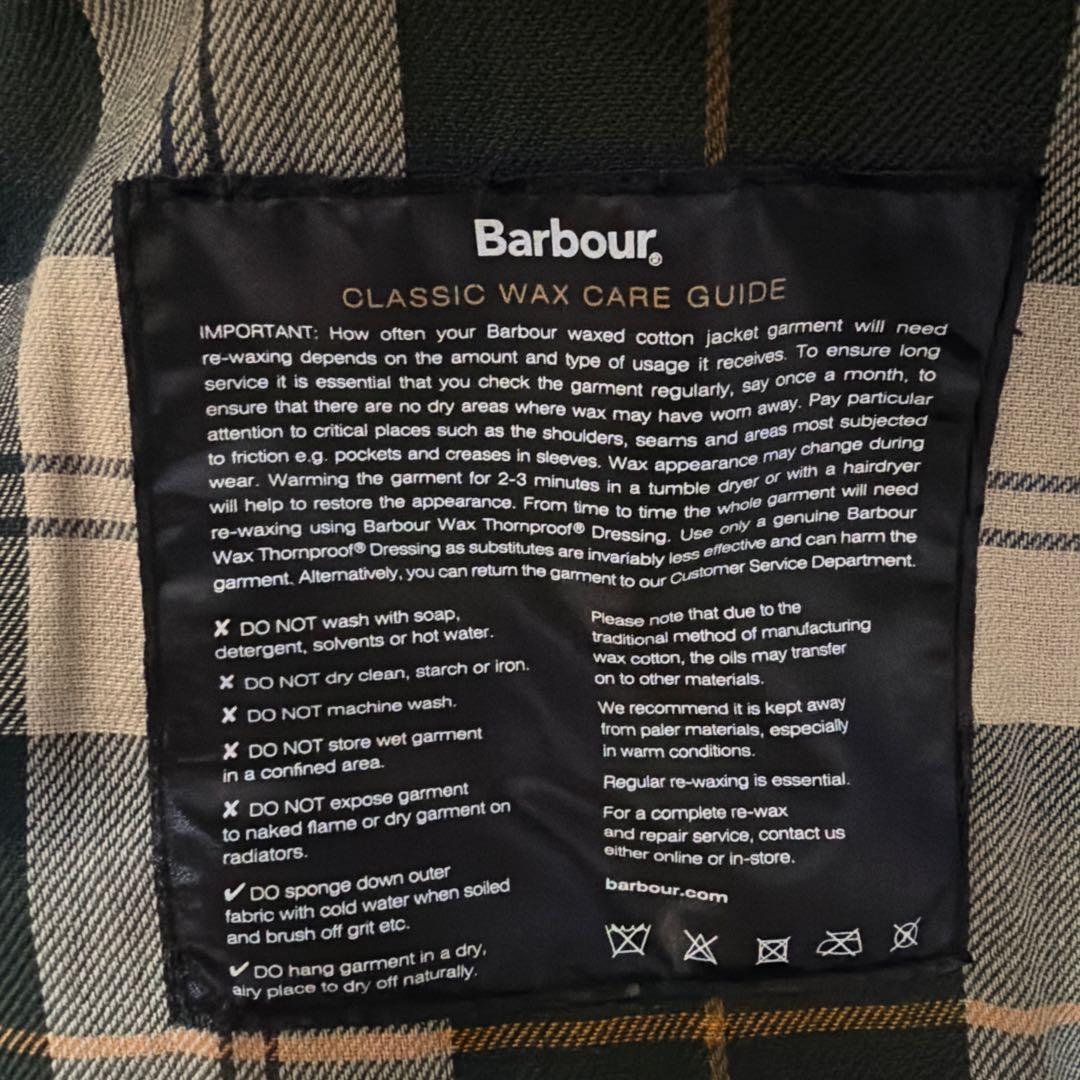 Barbour®
CLASSIC WAX CARE GUIDE
IMPORTANT: How often your Barbour waxed cotton jacket garment will need
re-waxing depends on the amount and type of usage it receives. To ensure long
service it is essential that you check the garment regularly, say once a month, to
ensure that there are no dry areas where wax may have worn away. Pay particular
attention to critical places such as the shoulders, seams and areas most subjected
to friction e.g. pockets and creases in sleeves. Wax appearance may change during
wear. Warming the garment for 2-3 minutes in a tumble dryer or with a hairdryer
will help to restore the appearance. From time to time the whole garment will need
re-waxing using Barbour Wax Thornproof® Dressing. Use only a genuine Barbour
Wax Thornproof® Dressing as substitutes are invariably less effective and can harm the
garment. Alternatively, you can return the garment to our Customer Service Department.
✘ DO NOT wash with soap,
detergent, solvents or hot water.
✘ DO NOT dry clean, starch or iron.
✘ DO NOT machine wash.
✘ DO NOT store wet garment
in a confined area.
✘ DO NOT expose garment
to naked flame or dry garment on
radiators.
✔ DO sponge down outer
fabric with cold water when soiled
and brush off grit etc.
✔ DO hang garment in a dry,
airy place to dry off naturally.
Please note that due to the
traditional method of manufacturing
wax cotton, the oils may transfer
on to other materials.
We recommend it is kept away
from paler materials, especially
in warm conditions.
Regular re-waxing is essential.
For a complete re-wax
and repair service, contact us
either online or in-store.
barbour.com